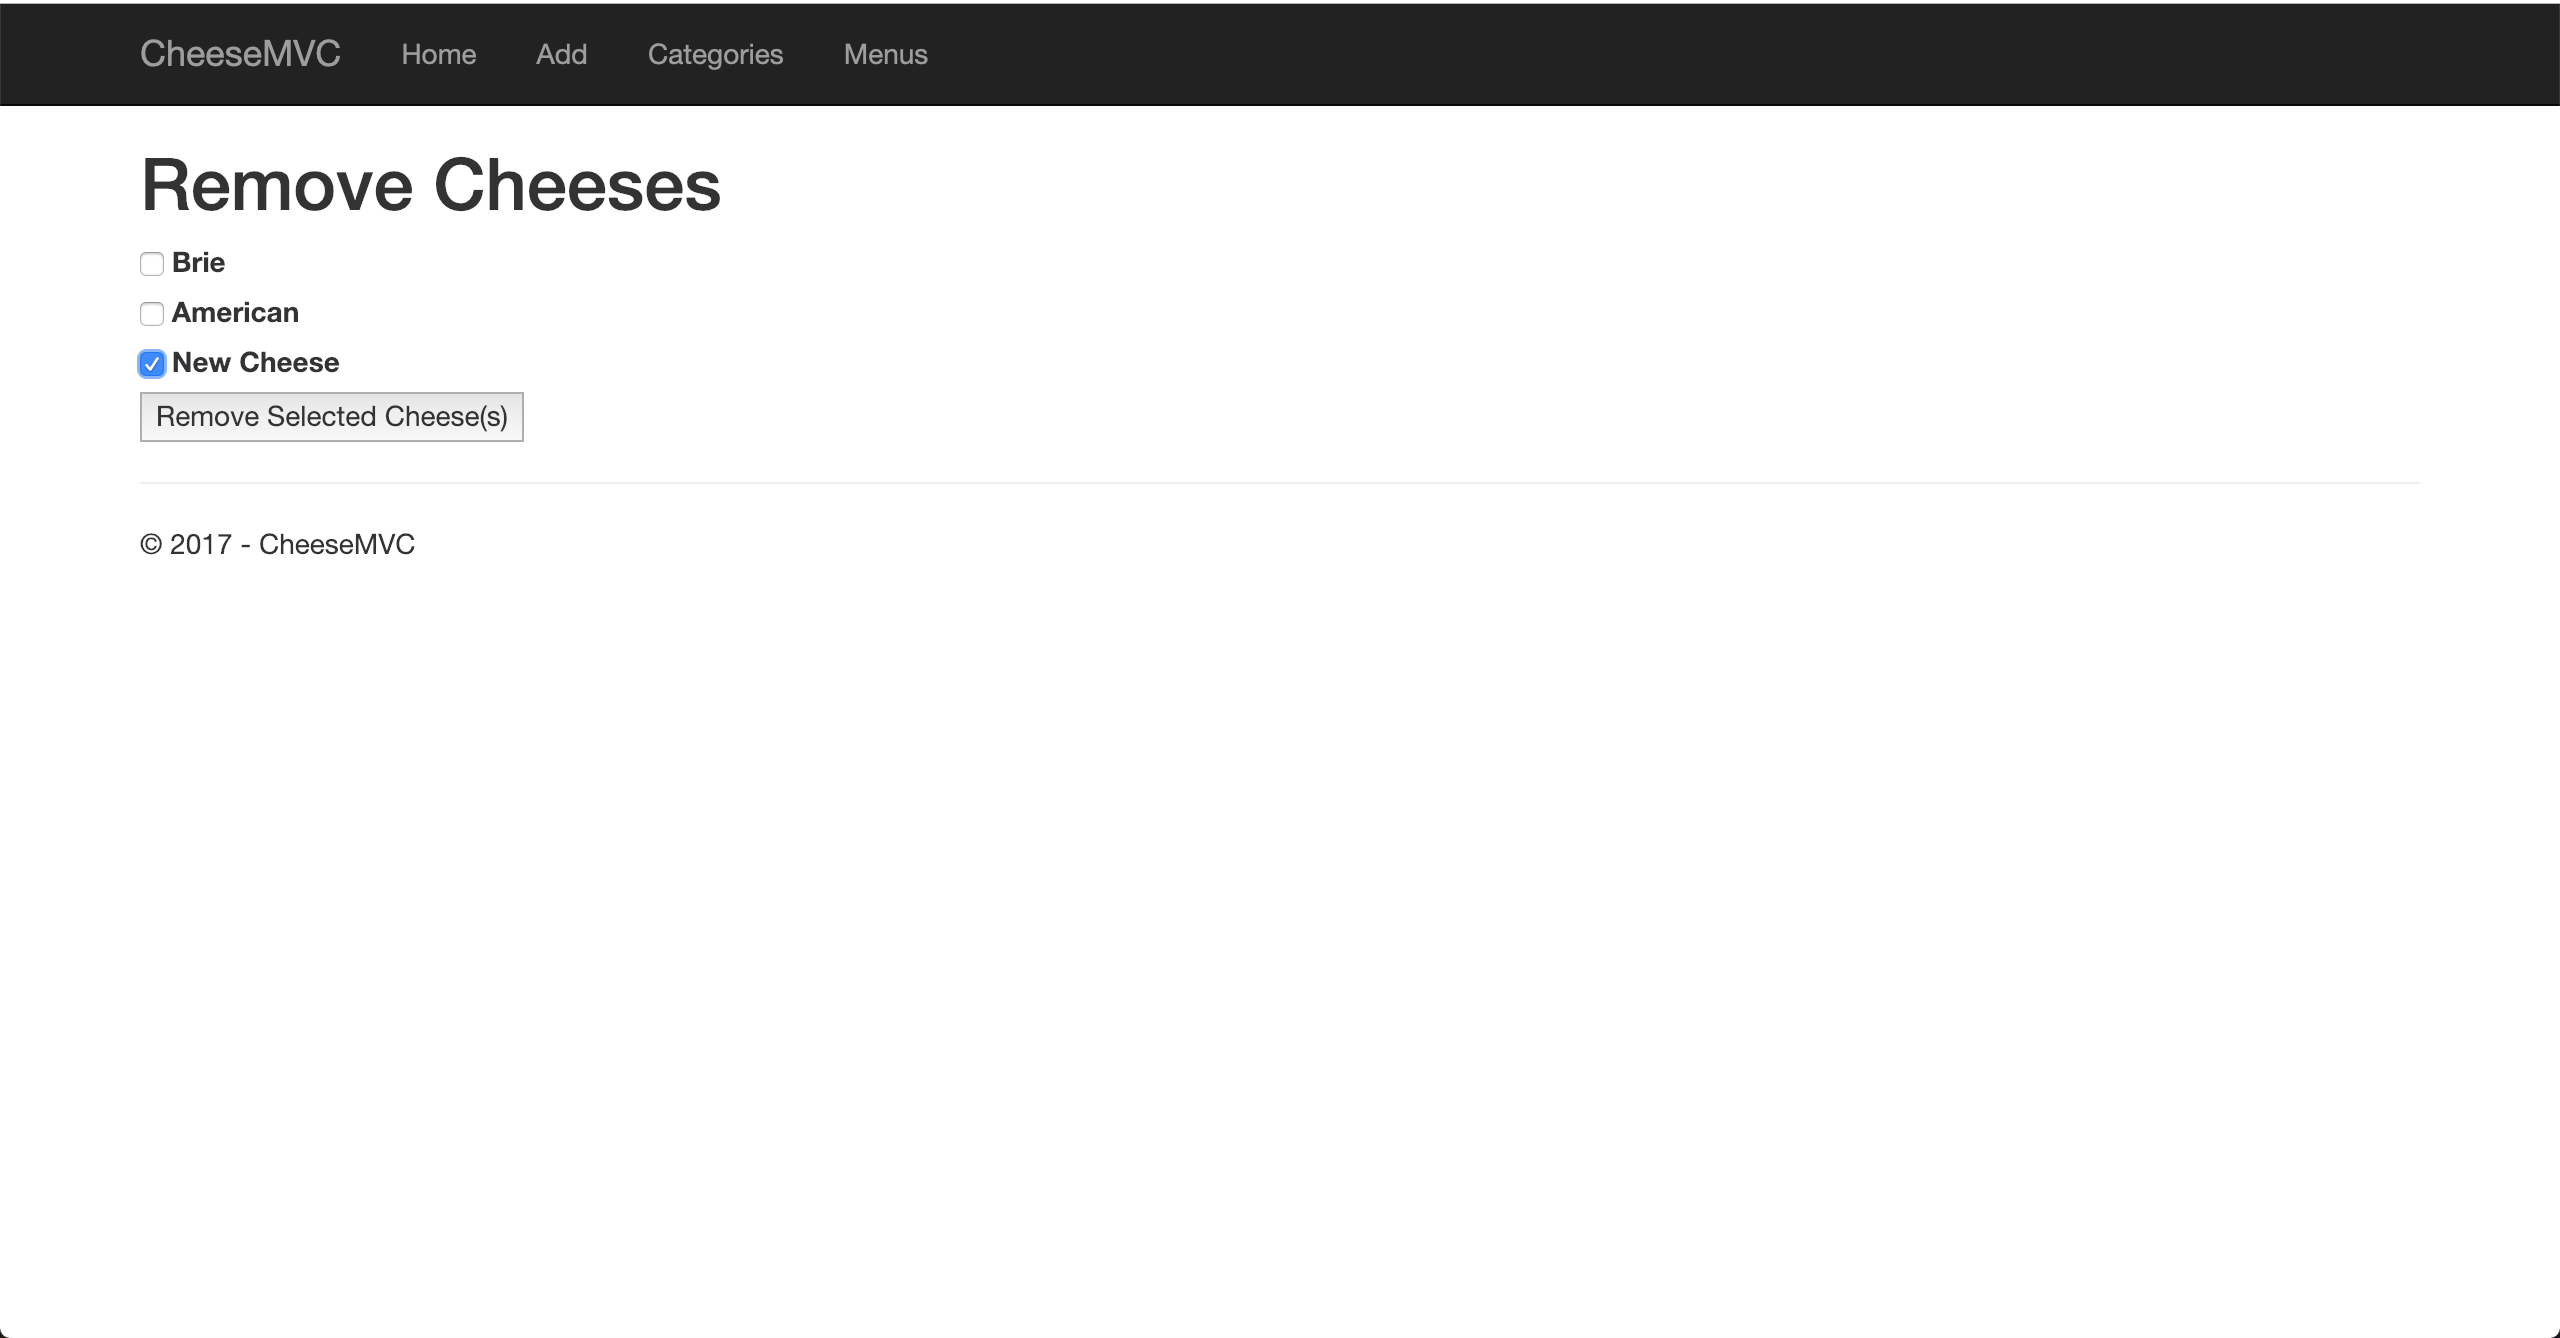 CheeseMVC Home Add Categories Menus
Remove Cheeses
Brie
American
New Cheese
Remove Selected Cheese(s)
© 2017 - CheeseMVC